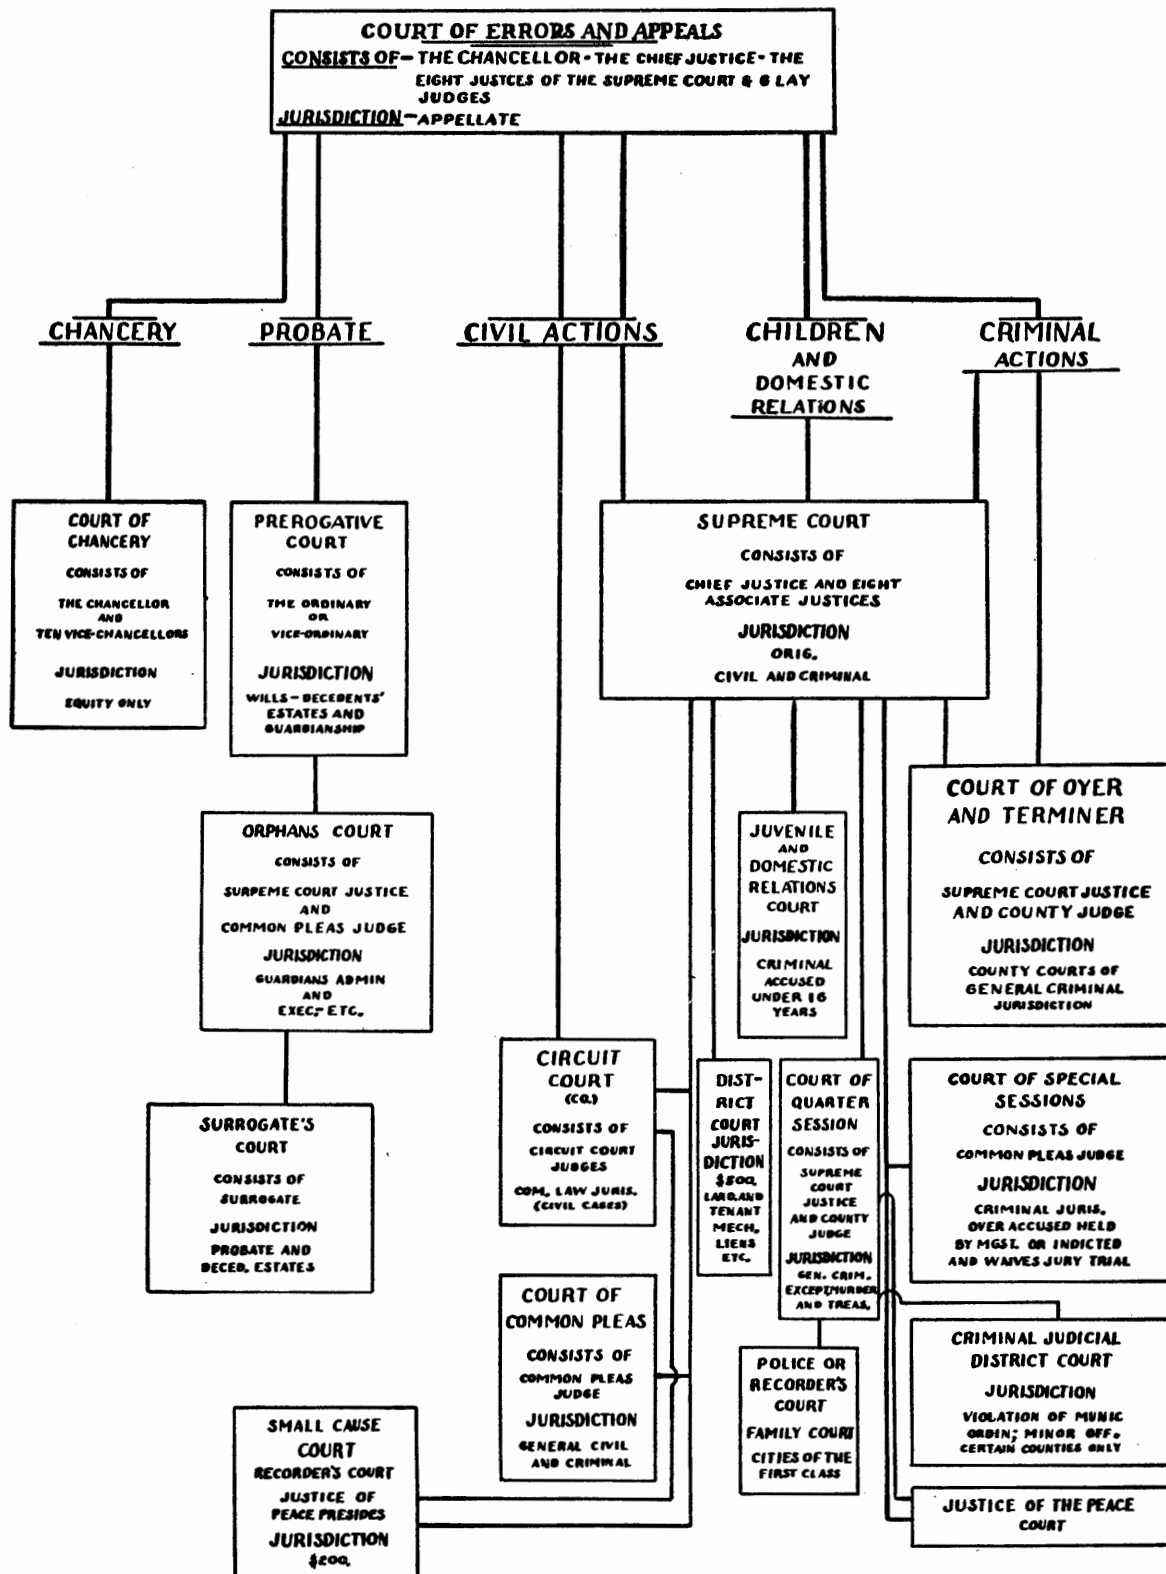 COURT OF ERRORS AND APPEALS
CONSISTS OF – THE CHANCELLOR - THE CHIEF JUSTICE - THE
EIGHT JUSTCES OF THE SUPREME COURT & 6 LAY
JUDGES
JURISDICTION – APPELLATE
CHANCERY
PROBATE
CIVIL ACTIONS
CHILDREN
AND
DOMESTIC
RELATIONS
CRIMINAL
ACTIONS
COURT OF
CHANCERY
CONSISTS OF
THE CHANCELLOR
AND
TEN VICE-CHANCELLORS
JURISDICTION
EQUITY ONLY
PREROGATIVE
COURT
CONSISTS OF
THE ORDINARY
OR
VICE-ORDINARY
JURISDICTION
WILLS – DECEDENTS'
ESTATES AND
GUARDIANSHIP
SUPREME COURT
CONSISTS OF
CHIEF JUSTICE AND EIGHT
ASSOCIATE JUSTICES
JURISDICTION
ORIG.
CIVIL AND CRIMINAL
ORPHANS COURT
CONSISTS OF
SURPEME COURT JUSTICE
AND
COMMON PLEAS JUDGE
JURISDICTION
GUARDIANS ADMIN
AND
EXEC,- ETC.
JUVENILE
AND
DOMESTIC
RELATIONS
COURT
JURISDICTION
CRIMINAL
ACCUSED
UNDER 16
YEARS
COURT OF OYER
AND TERMINER
CONSISTS OF
SUPREME COURT JUSTICE
AND COUNTY JUDGE
JURISDICTION
COUNTY COURTS OF
GENERAL CRIMINAL
JURISDICTION
SURROGATE'S
COURT
CONSISTS OF
SURROGATE
JURISDICTION
PROBATE AND
DECED. ESTATES
CIRCUIT
COURT
(CO.)
CONSISTS OF
CIRCUIT COURT
JUDGES
COM. LAW JURIS.
(CIVIL CASES)
DIST-
RICT
COURT
JURIS-
DICTION
$500.
LARD. AND
TENANT
MECH.
LIENS
ETC.
COURT OF
QUARTER
SESSION
CONSISTS OF
SUPREME
COURT
JUSTICE
AND COUNTY
JUDGE
JURISDICTION
GEN. CRIM.
EXCEPT, MURDER
AND TREAS.
COURT OF SPECIAL
SESSIONS
CONSISTS OF
COMMON PLEAS JUDGE
JURISDICTION
CRIMINAL JURIS.
OVER ACCUSED HELD
BY MGST. OR INDICTED
AND WAIVES JURY TRIAL
COURT OF
COMMON PLEAS
CONSISTS OF
COMMON PLEAS
JUDGE
JURISDICTION
GENERAL CIVIL
AND CRIMINAL
POLICE OR
RECORDER'S
COURT
FAMILY COURT
CITIES OF THE
FIRST CLASS
CRIMINAL JUDICIAL
DISTRICT COURT
JURISDICTION
VIOLATION OF MUNIC
ORDIN; MINOR OFF.
CERTAIN COUNTIES ONLY
SMALL CAUSE
COURT
RECORDER'S COURT
JUSTICE OF
PEACE PRESIDES
JURISDICTION
$200.
JUSTICE OF THE PEACE
COURT